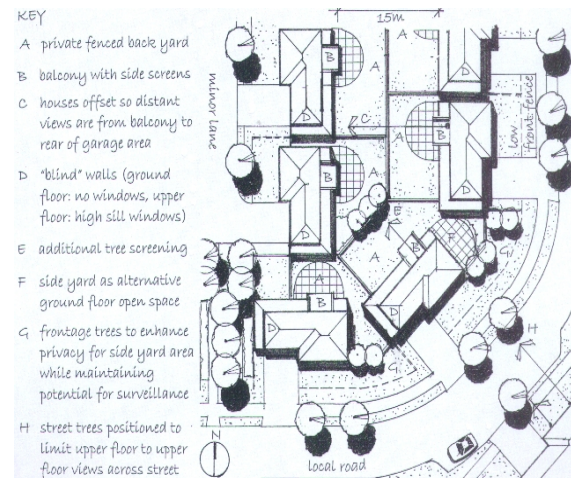 KEY
A private fenced back yard
B balcony with side screens
C houses offset so distant
views are from balcony to
rear of garage area
D "blind" walls (ground
floor: no windows, upper
floor: high sill windows)
E additional tree screening
F side yard as alternative
ground floor open space
G frontage trees to enhance
privacy for side yard area
while maintaining
potential for surveillance
H street trees positioned to
limit upper floor to upper
floor views across street
15m
A
A
B
D
B
minor lane
low
front fence
D
C
A
B
D
B
A
D
E
F
G
A
B
A
B
D
D
G
H
N
local road